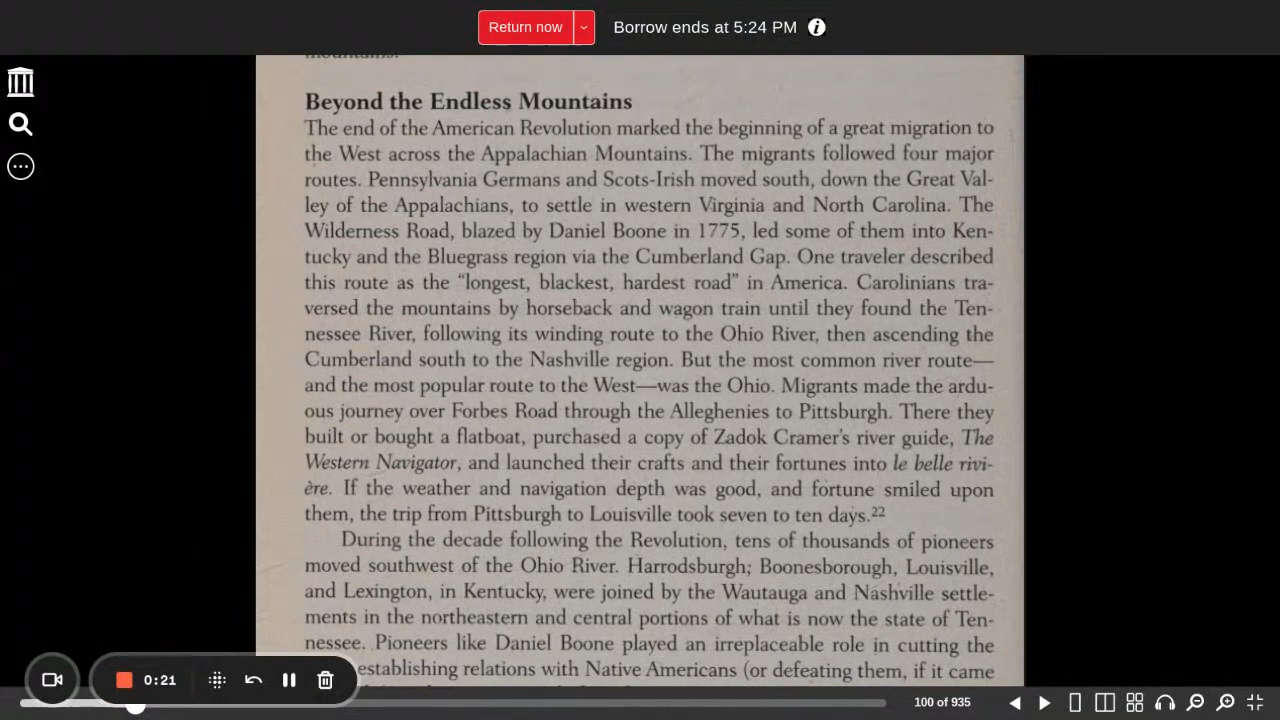 Return now
Borrow ends at 5:24 PM
Beyond the Endless Mountains
The end of the American Revolution marked the beginning of a great migration to
the West across the Appalachian Mountains. The migrants followed four major
routes. Pennsylvania Germans and Scots-Irish moved south, down the Great Val-
ley of the Appalachians, to settle in western Virginia and North Carolina. The
Wilderness Road, blazed by Daniel Boone in 1775, led some of them into Ken-
tucky and the Bluegrass region via the Cumberland Gap. One traveler described
this route as the “longest, blackest, hardest road” in America. Carolinians tra-
versed the mountains by horseback and wagon train until they found the Ten-
nessee River, following its winding route to the Ohio River, then ascending the
Cumberland south to the Nashville region. But the most common river route—
and the most popular route to the West—was the Ohio. Migrants made the ardu-
ous journey over Forbes Road through the Alleghenies to Pittsburgh. There they
built or bought a flatboat, purchased a copy of Zadok Cramer’s river guide, The
Western Navigator, and launched their crafts and their fortunes into le belle rivi-
ère. If the weather and navigation depth was good, and fortune smiled upon
them, the trip from Pittsburgh to Louisville took seven to ten days.22
During the decade following the Revolution, tens of thousands of pioneers
moved southwest of the Ohio River. Harrodsburgh; Boonesborough, Louisville,
and Lexington, in Kentucky, were joined by the Wautauga and Nashville settle-
ments in the northeastern and central portions of what is now the state of Ten-
nessee. Pioneers like Daniel Boone played an irreplaceable role in cutting the
establishing relations with Native Americans (or defeating them, if it came
0:21
100 of 935